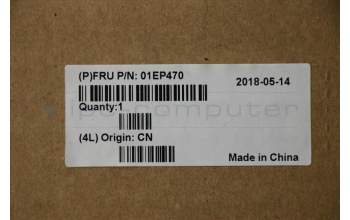 (P)FRU P/N: 01EP470
2018-05-14
Quanty:1
(4L) Origin: CN
Made in China